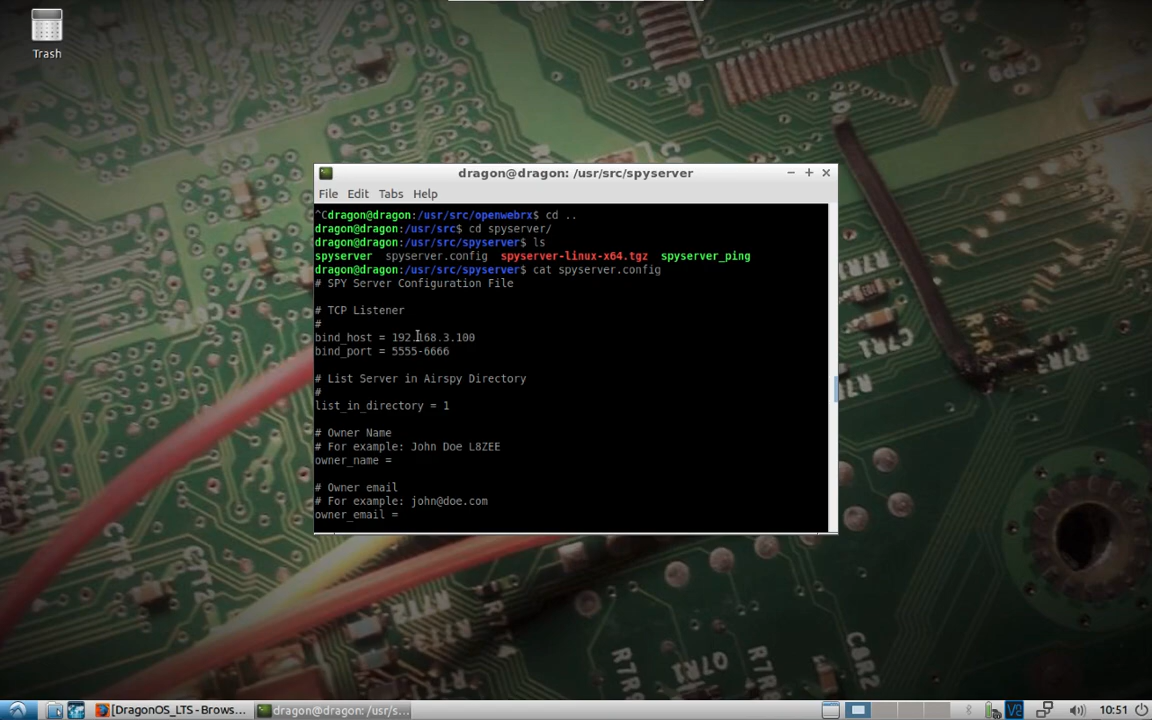 Trash
dragon@dragon: /usr/src/spyserver
File Edit Tabs Help
^Cdragon@dragon:/usr/src/openwebrx$ cd ..
dragon@dragon:/usr/src$ cd spyserver/
dragon@dragon:/usr/src/spyserver$ ls
spyserver spyserver.config spyserver-linux-x64.tgz spyserver_ping
dragon@dragon:/usr/src/spyserver$ cat spyserver.config
# SPY Server Configuration File
# TCP Listener
#
bind_host = 192.168.3.100
bind_port = 5555-6666
# List Server in Airspy Directory
#
list_in_directory = 1
# Owner Name
# For example: John Doe L8ZEE
owner_name =
# Owner email
# For example: john@doe.com
owner_email =
[DragonOS_LTS - Brows... dragon@dragon: /usr/s... 10:51